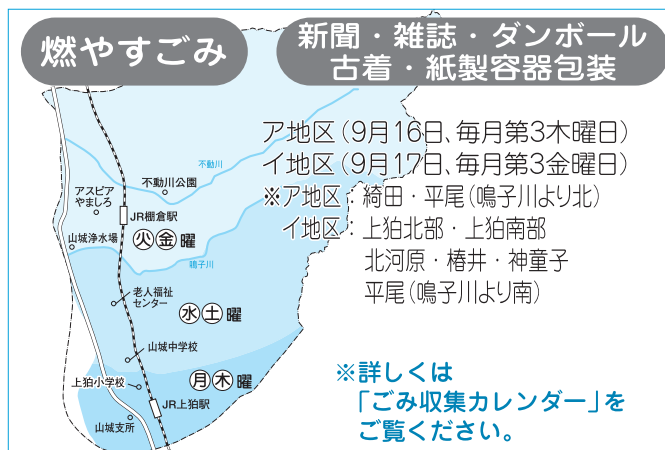 燃やすごみ
新聞・雑誌・ダンボール
古着・紙製容器包装
ア地区(9月16日、毎月第3木曜日)
イ地区(9月17日、毎月第3金曜日)
※ア地区:綺田・平尾(鳴子川より北)
イ地区:上狛北部・上狛南部
北河原・椿井・神童子
平尾(鳴子川より南)
不動川
不動川公園
アスピア
やましろ
JR棚倉駅
山城浄水場
火金曜
鳴子川
老人福祉
センター
水土曜
山城中学校
上狛小学校
月木曜
JR上狛駅
山城支所
※詳しくは
「ごみ収集カレンダー」を
ご覧ください。